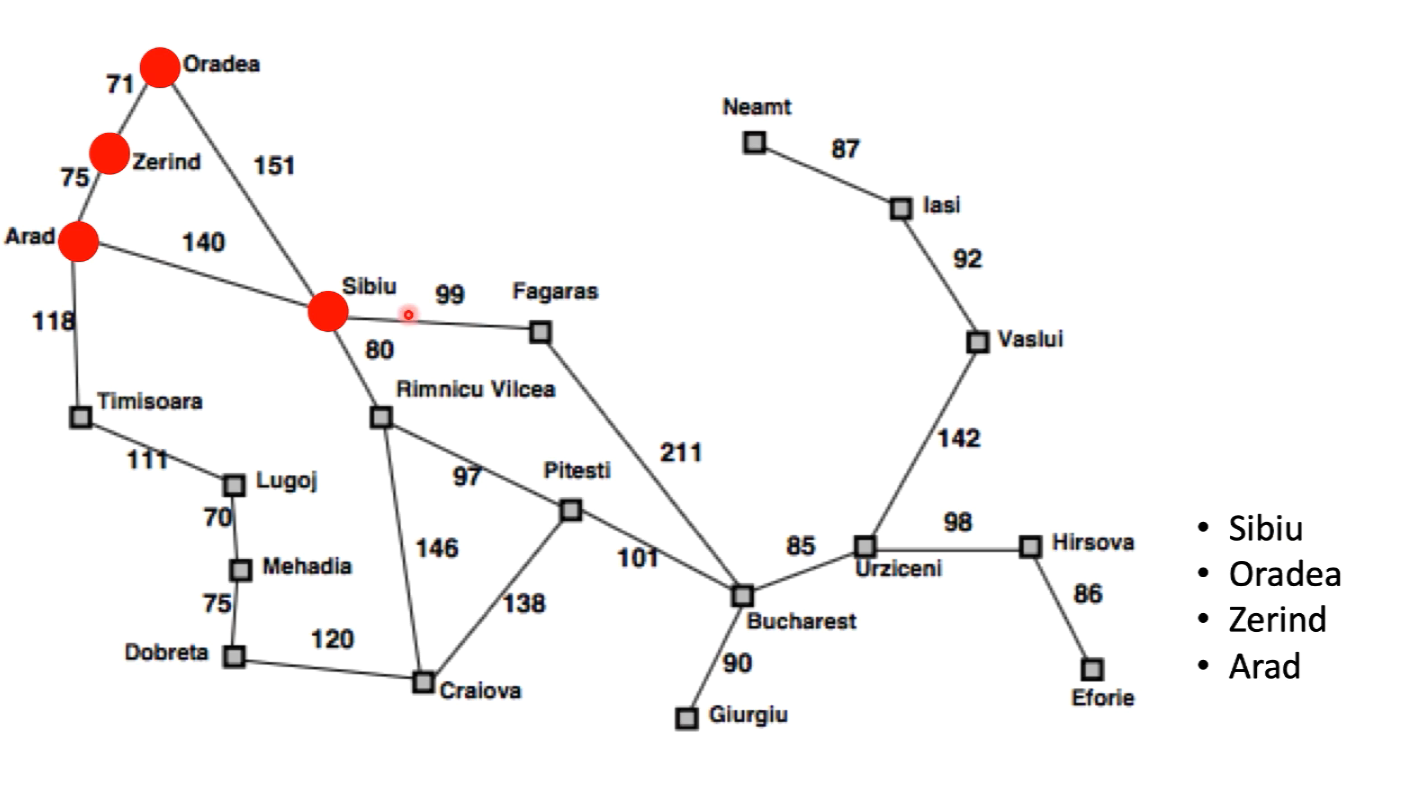 Oradea
71
Neamt
87
Zerind
151
75
Iasi
Arad
140
92
Sibiu
99
Fagaras
118
80
Vaslui
Rimnicu Vilcea
Timisoara
142
211
111
97
Pitesti
Lugoj
70
98
Sibiu
146
101
85
Hirsova
Mehadia
Urziceni
Oradea
75
138
86
Bucharest
Zerind
120
Dobreta
90
Arad
Craiova
Eforie
Giurgiu